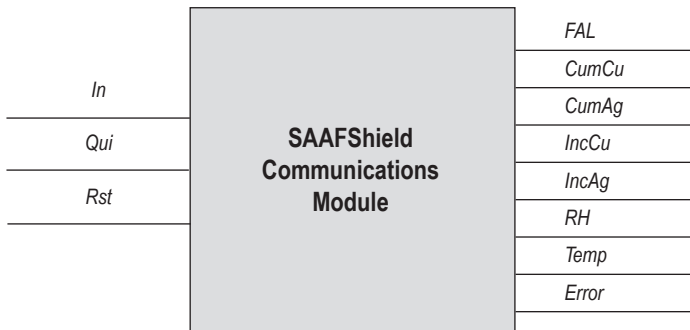 In
Qui
Rst
SAAFShield
Communications
Module
FAL
CumCu
CumAg
IncCu
IncAg
RH
Temp
Error